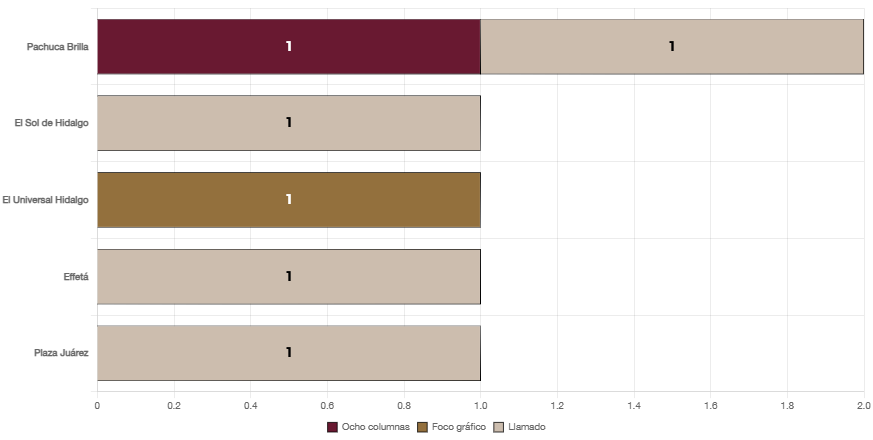 Pachuca Brilla 1 1
El Sol de Hidalgo 1
El Universal Hidalgo 1
Effetá 1
Plaza Juárez 1
0 0.2 0.4 0.6 0.8 1.0 1.2 1.4 1.6 1.8 2.0
Ocho columnas Foco gráfico Llamado